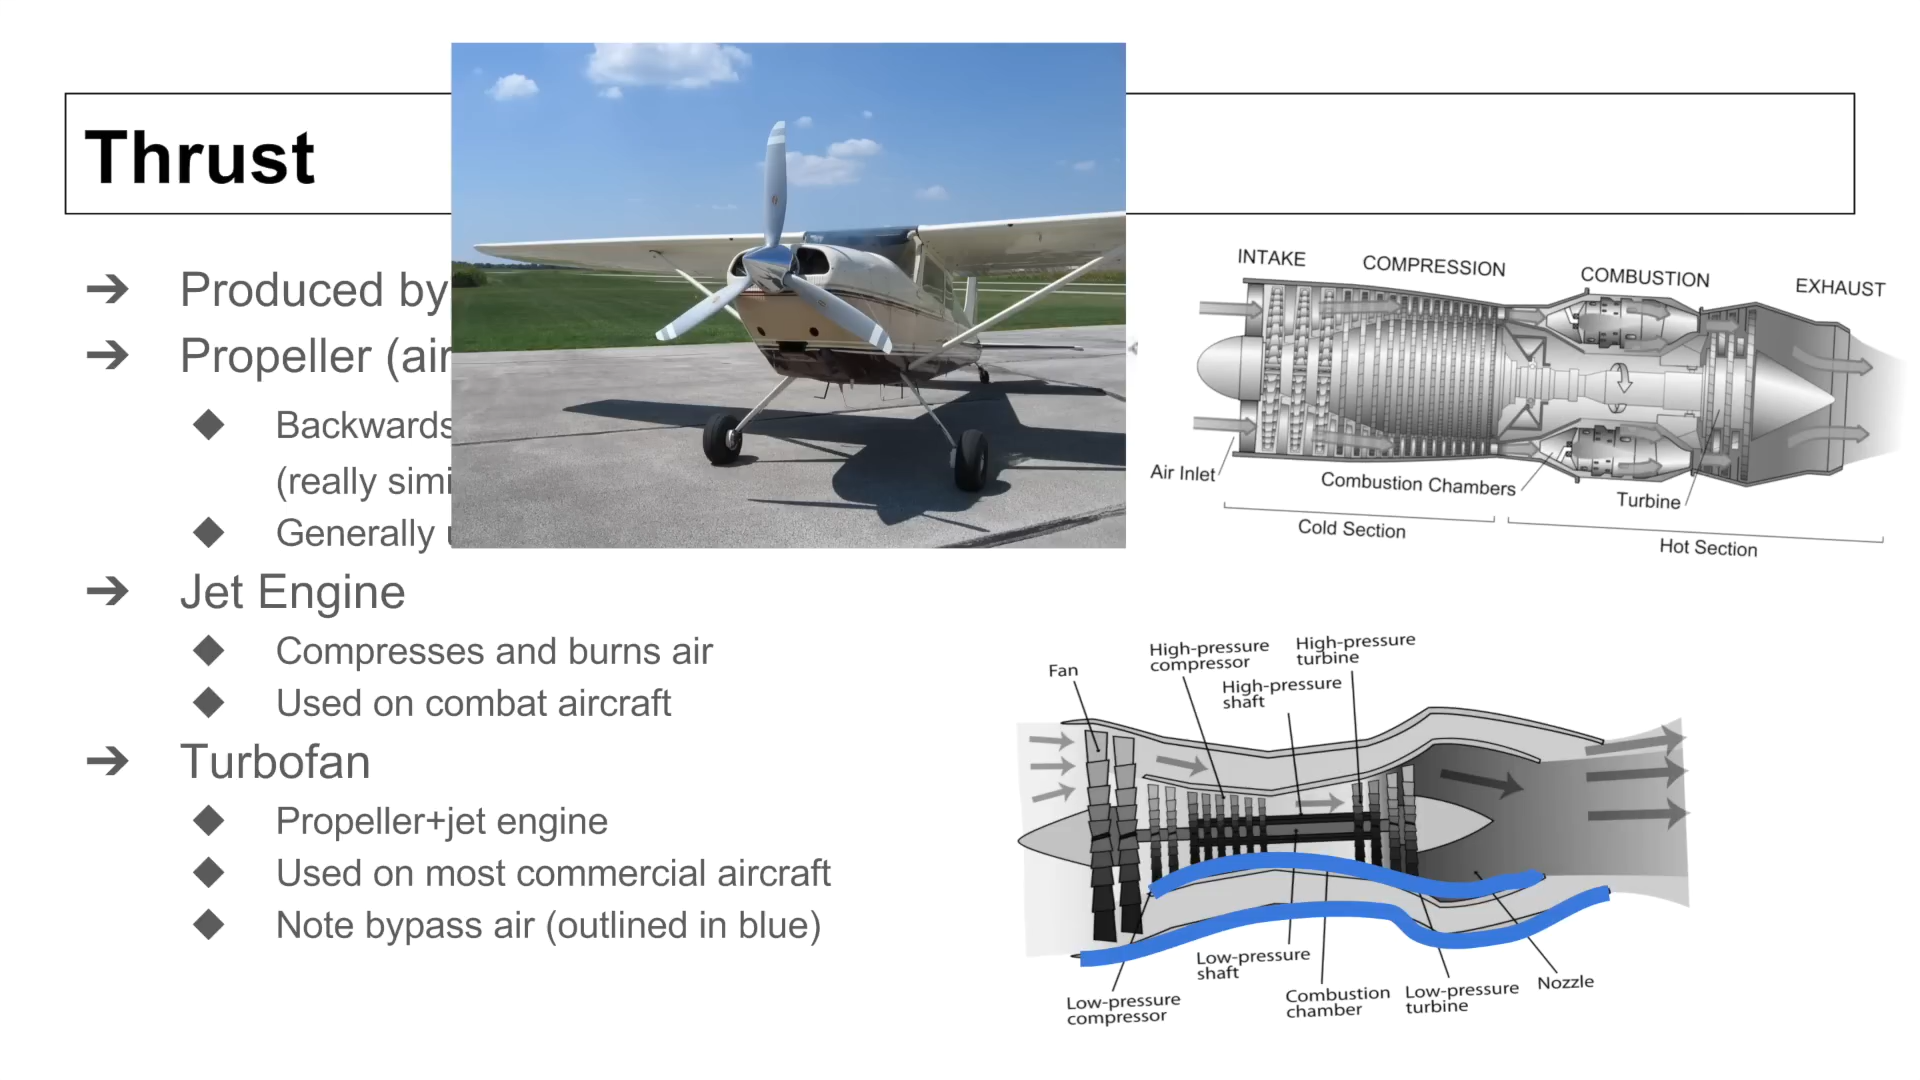 Thrust
➔ Produced by
➔ Propeller
◆ Backwards
(really
◆ Generally
➔ Jet Engine
◆ Compresses and burns air
◆ Used on combat aircraft
➔ Turbofan
◆ Propeller+jet engine
◆ Used on most commercial aircraft
◆ Note bypass air (outlined in blue)
INTAKE
COMPRESSION
COMBUSTION
EXHAUST
Air Inlet
Combustion Chambers
Turbine
Cold Section
Hot Section
Fan
High-pressure
compressor
High-pressure
turbine
High-pressure
shaft
Low-pressure
shaft
Low-pressure
compressor
Combustion
chamber
Low-pressure
turbine
Nozzle